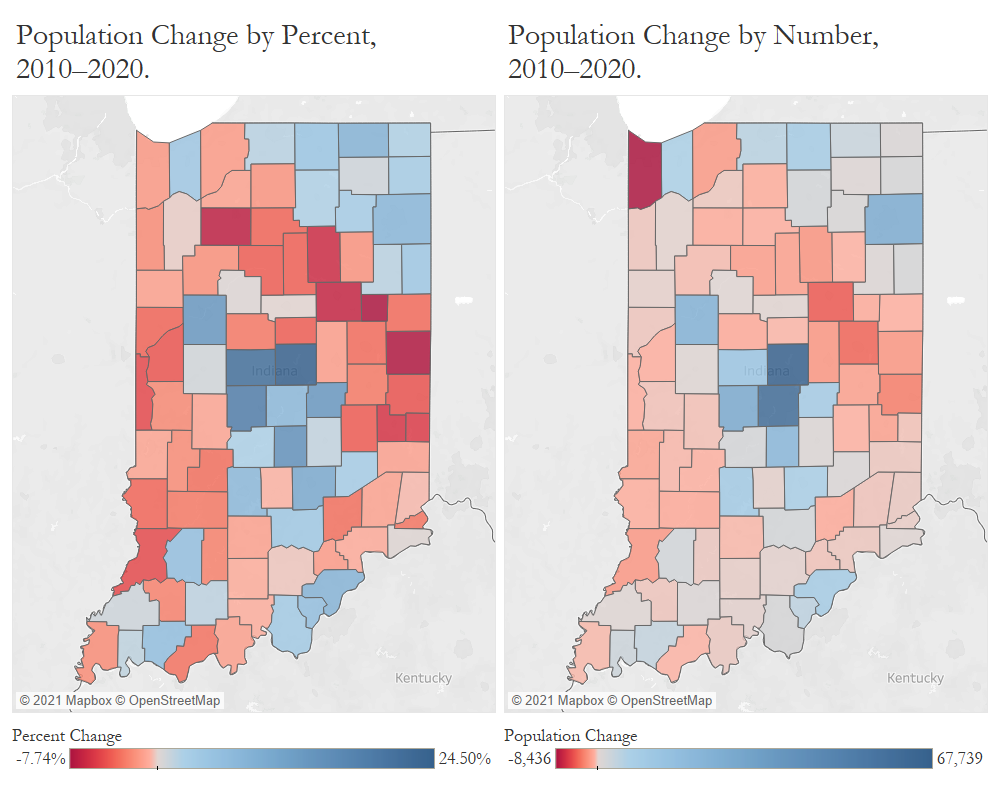 Population Change by Percent,
2010–2020.
Indiana
Kentucky
© 2021 Mapbox © OpenStreetMap
Percent Change
-7.74% 24.50%
Population Change by Number,
2010–2020.
Indiana
Kentucky
© 2021 Mapbox © OpenStreetMap
Population Change
-8,436 67,739